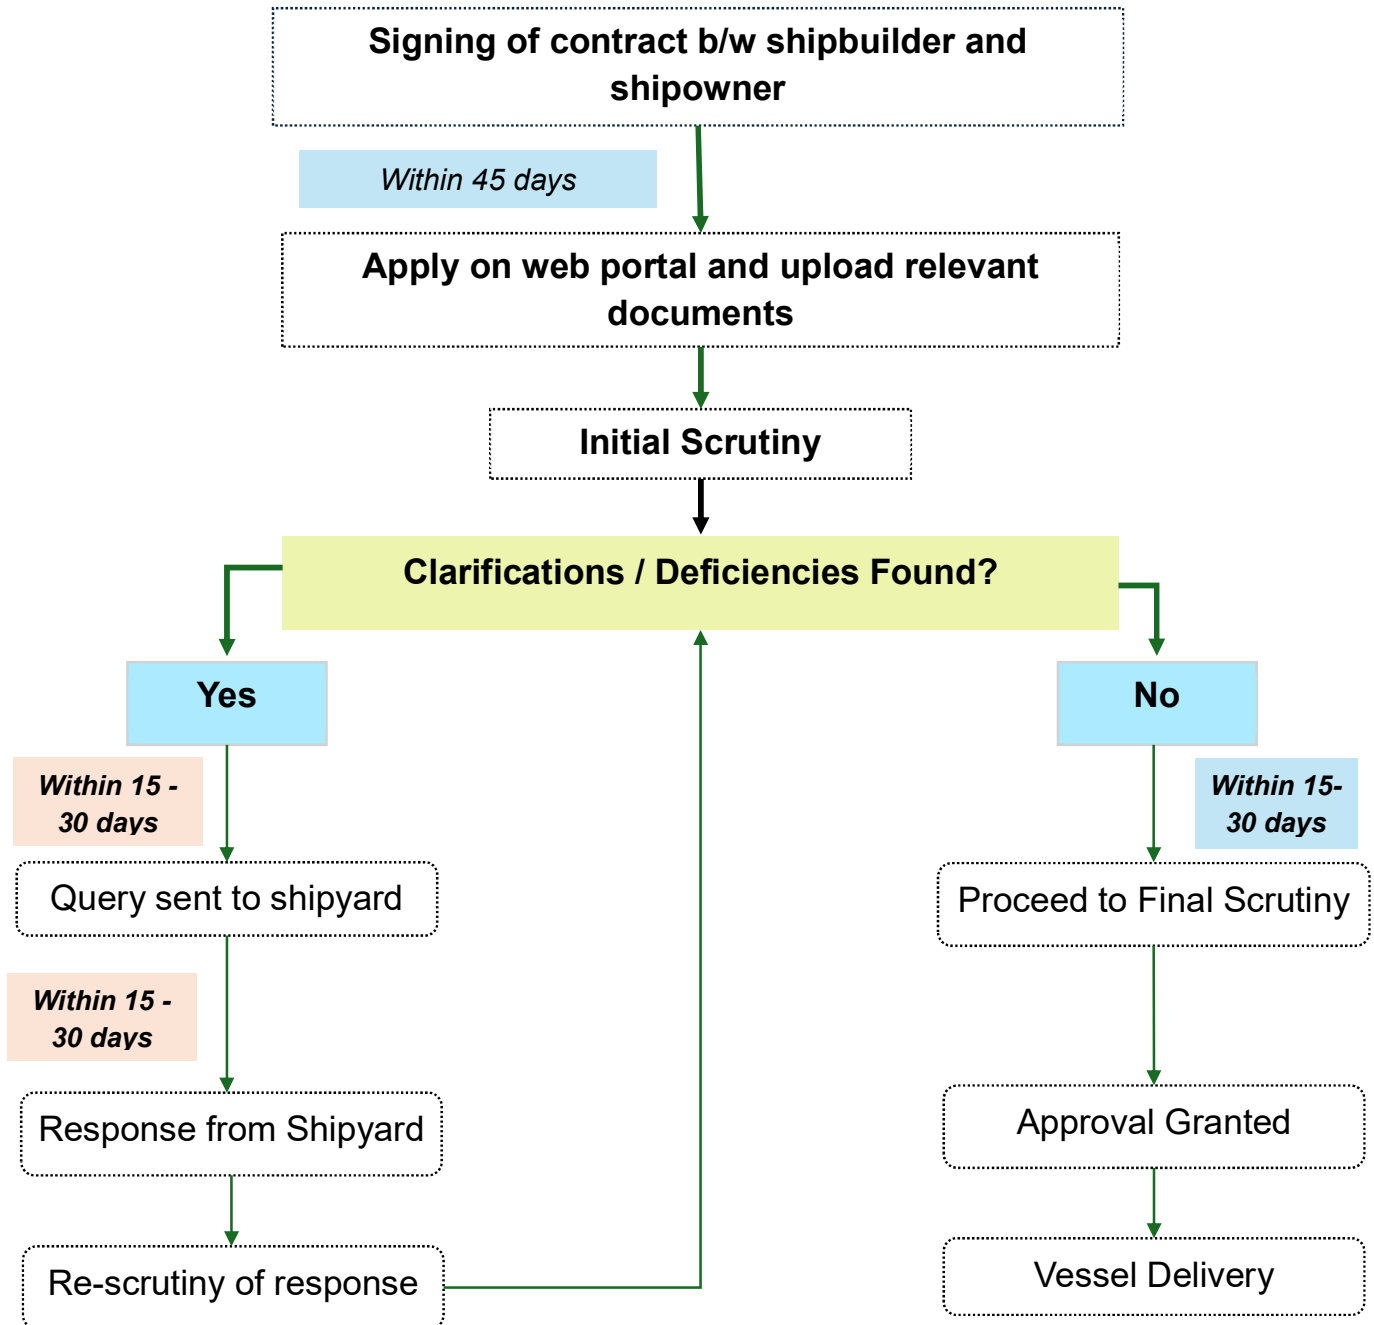 Signing of contract b/w shipbuilder and
shipowner
Within 45 days
Apply on web portal and upload relevant
documents
Initial Scrutiny
Clarifications / Deficiencies Found?
Yes
No
Within 15 -
30 days
Within 15-
30 days
Query sent to shipyard
Proceed to Final Scrutiny
Within 15 -
30 days
Response from Shipyard
Approval Granted
Re-scrutiny of response
Vessel Delivery